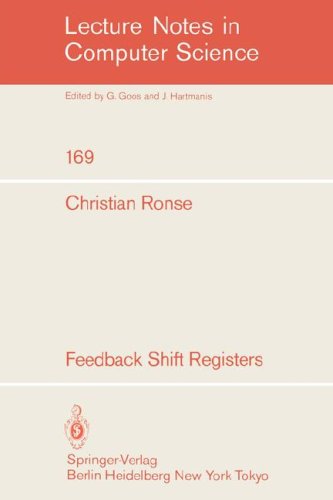 Lecture Notes in
Computer Science
Edited by G. Goos and J. Hartmanis
169
Christian Ronse
Feedback Shift Registers
Springer-Verlag
Berlin Heidelberg New York Tokyo